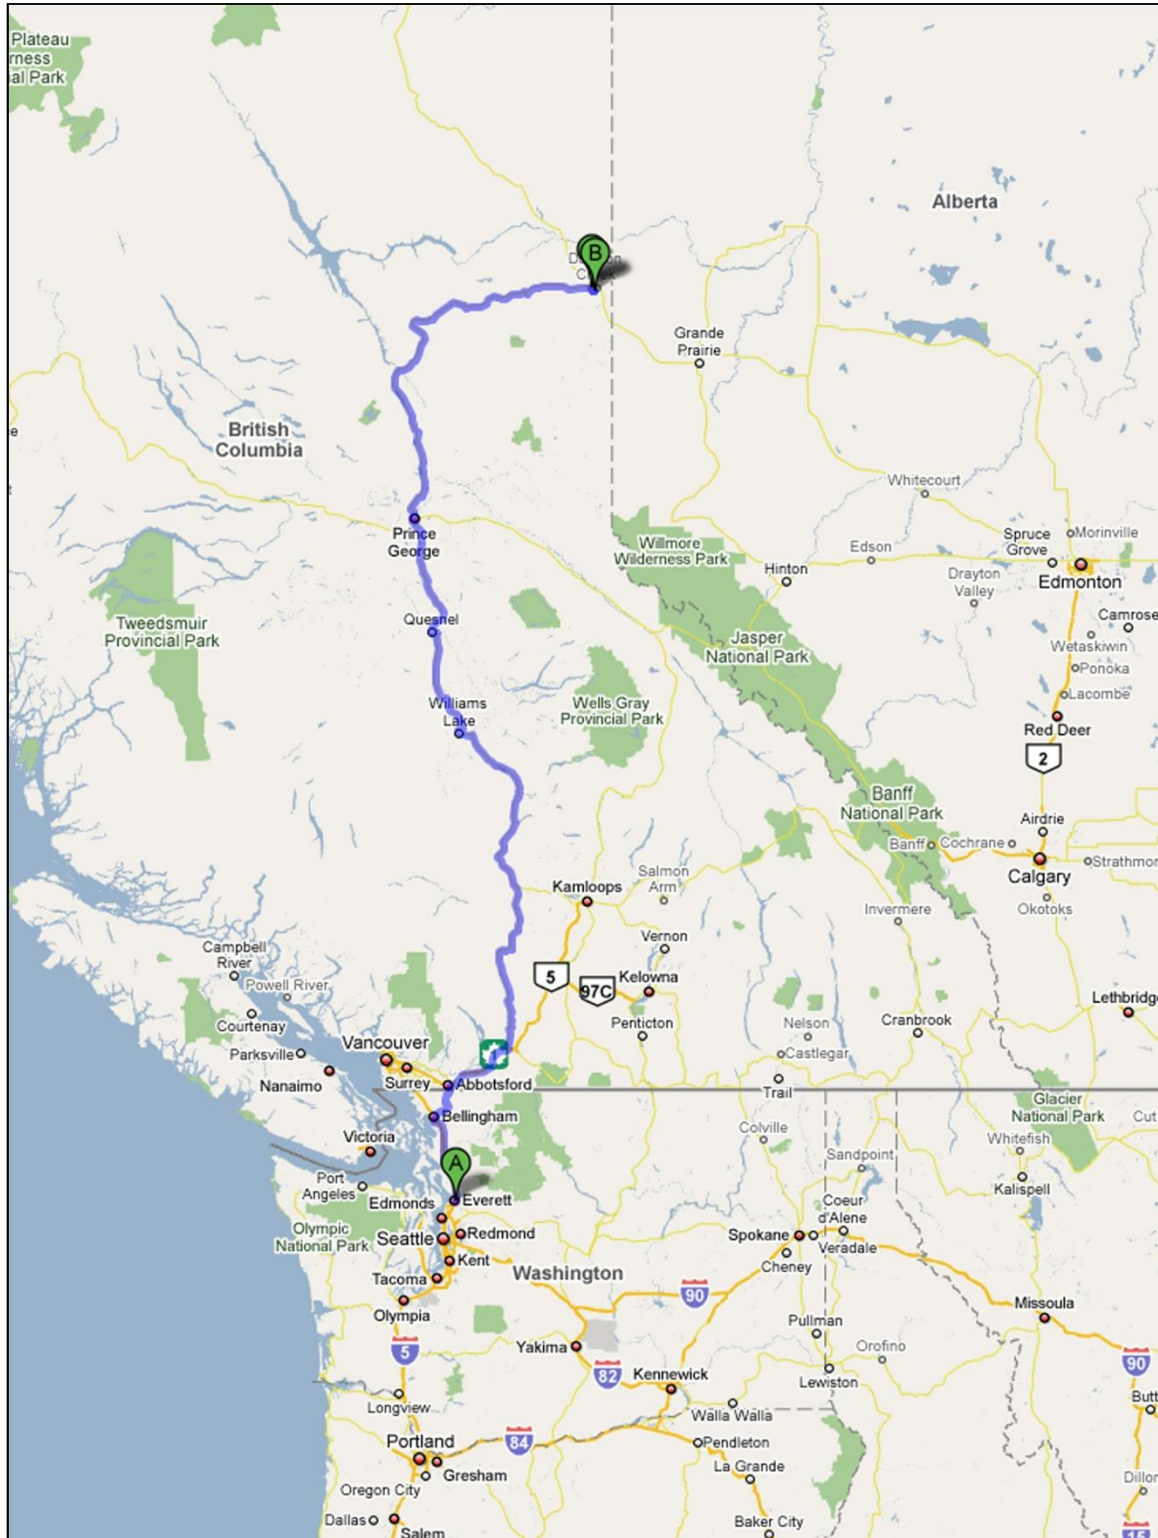 Plateau
rness
al Park
Alberta
B
Grande
Prairie
British
Columbia
Whitecourt
Prince
George
Willmore
Wilderness Park
Edson
Hinton
Spruce
Grove
Morinville
Edmonton
Drayton
Valley
Camrose
Wetaskiwin
Ponoka
Lacombe
Tweedsmuir
Provincial Park
Quesnel
Jasper
National Park
Williams
Lake
Wells Gray
Provincial Park
Red Deer
2
Banff
National Park
Airdrie
Banff
Cochrane
Strathmor
Calgary
Okotoks
Kamloops
Salmon
Arm
Invermere
Vernon
Campbell
River
Powell River
5
97C
Kelowna
Courtenay
Penticton
Nelson
Cranbrook
Lethbridge
Vancouver
Parksville
Castlegar
Nanaimo
Surrey
Abbotsford
Trail
Bellingham
Glacier
National Park
Cut
Colville
Whitefish
Victoria
A
Sandpoint
Port
Angeles
Kalispell
Edmonds
Everett
Coeur
d'Alene
Olympic
National Park
Seattle
Redmond
Spokane
Veradale
Kent
Cheney
Tacoma
Washington
90
Olympia
Missoula
Pullman
5
Yakima
Orofino
82
Kennewick
90
Lewiston
Longview
Walla Walla
Butt
Portland
84
Pendleton
Gresham
La Grande
Oregon City
Dillon
Dallas
Salem
Baker City
15